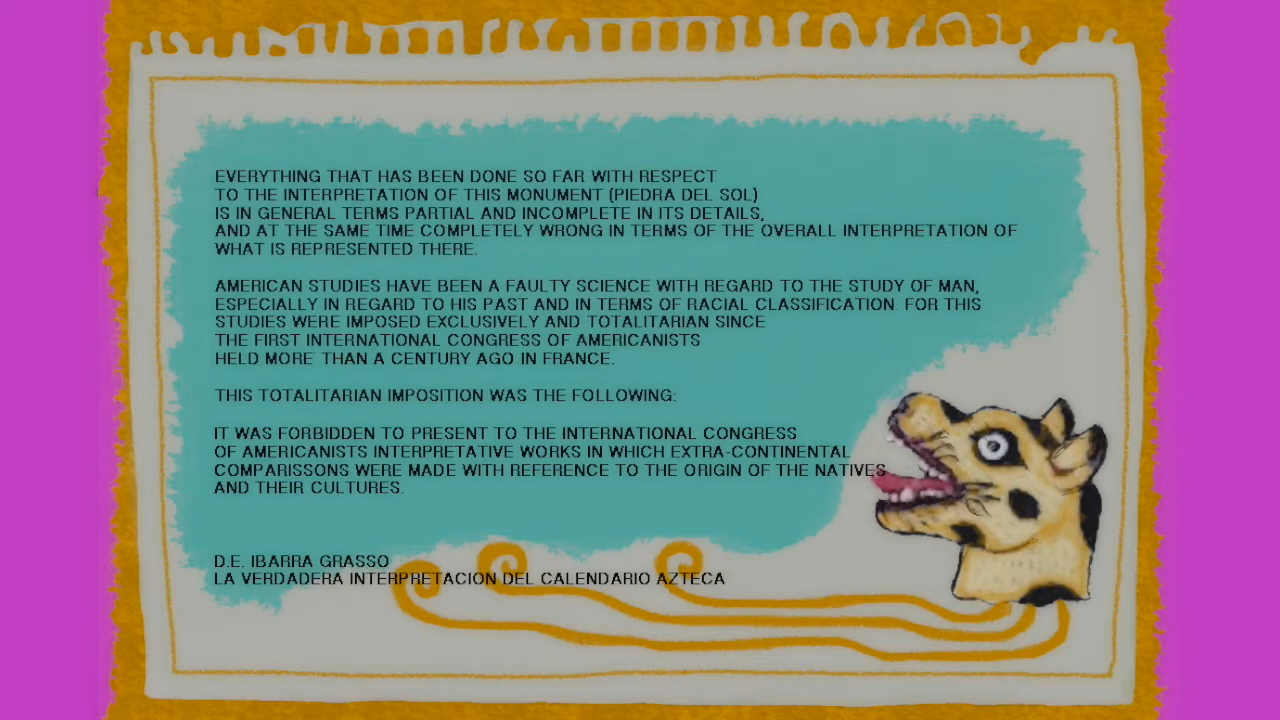 EVERYTHING THAT HAS BEEN DONE SO FAR WITH RESPECT
TO THE INTERPRETATION OF THIS MONUMENT (PIEDRA DEL SOL)
IS IN GENERAL TERMS PARTIAL AND INCOMPLETE IN ITS DETAILS,
AND AT THE SAME TIME COMPLETELY WRONG IN TERMS OF THE OVERALL INTERPRETATION OF
WHAT IS REPRESENTED THERE.
AMERICAN STUDIES HAVE BEEN A FAULTY SCIENCE WITH REGARD TO THE STUDY OF MAN,
ESPECIALLY IN REGARD TO HIS PAST AND IN TERMS OF RACIAL CLASSIFICATION. FOR THIS
STUDIES WERE IMPOSED EXCLUSIVELY AND TOTALITARIAN SINCE
THE FIRST INTERNATIONAL CONGRESS OF AMERICANISTS
HELD MORE THAN A CENTURY AGO IN FRANCE.
THIS TOTALITARIAN IMPOSITION WAS THE FOLLOWING:
IT WAS FORBIDDEN TO PRESENT TO THE INTERNATIONAL CONGRESS
OF AMERICANISTS INTERPRETATIVE WORKS IN WHICH EXTRA-CONTINENTAL
COMPARISSONS WERE MADE WITH REFERENCE TO THE ORIGIN OF THE NATIVES
AND THEIR CULTURES.
D.E. IBARRA GRASSO
LA VERDADERA INTERPRETACION DEL CALENDARIO AZTECA